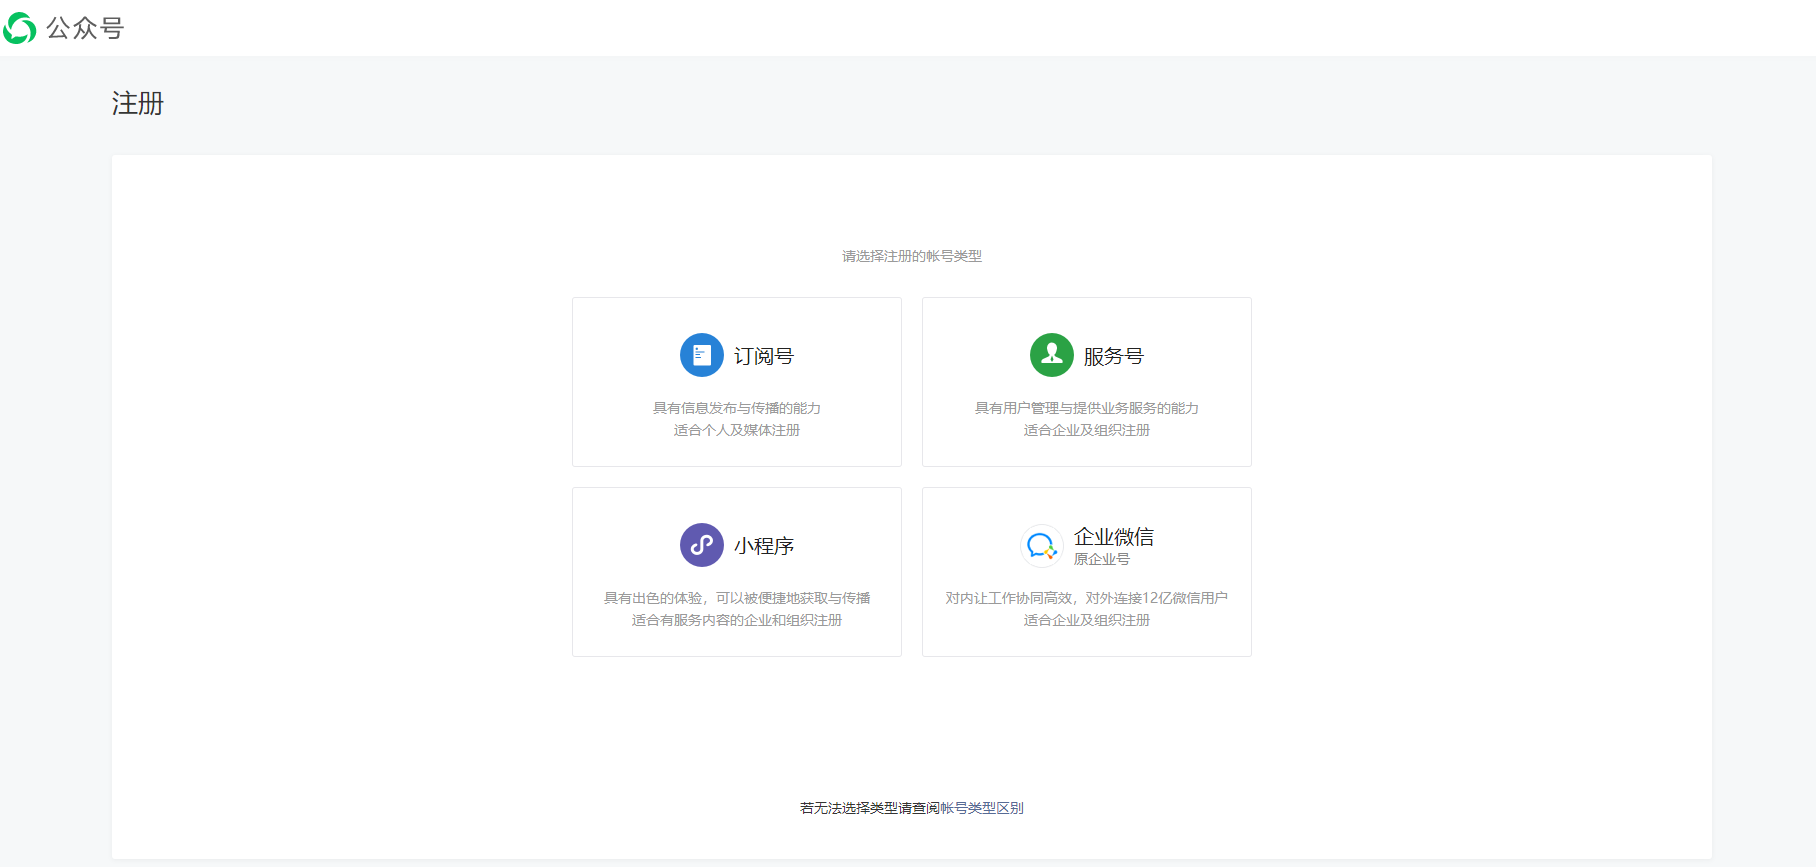 公众号
注册
请选择注册的帐号类型
订阅号
具有信息发布与传播的能力
适合个人及媒体注册
服务号
具有用户管理与提供业务服务的能力
适合企业及组织注册
小程序
具有出色的体验，可以被便捷地获取与传播
适合有服务内容的企业和组织注册
企业微信
原企业号
对内让工作协同高效，对外连接12亿微信用户
适合企业及组织注册
若无法选择类型请查阅帐号类型区别